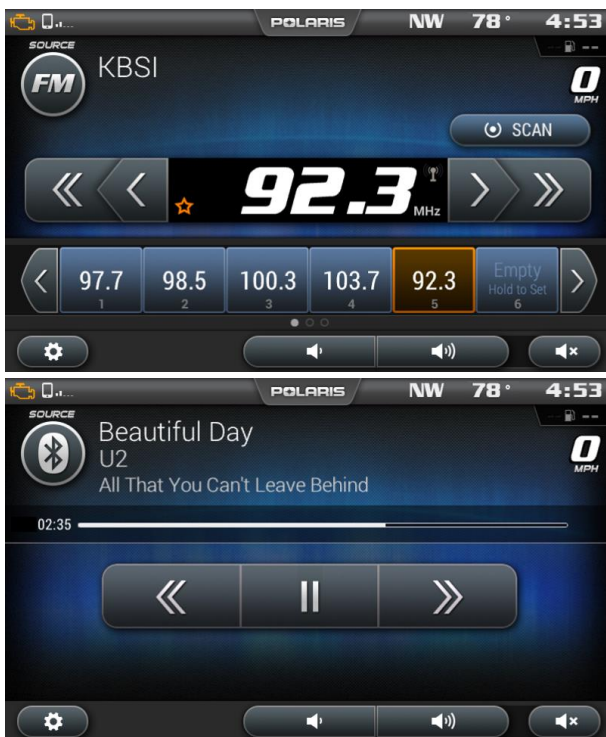 POLARIS NW 78° 4:53
SOURCE
FM
KBSI
--
0
MPH
SCAN
92.3
MHz
97.7 98.5 100.3 103.7 92.3 Empty
Hold to Set
1 2 3 4 5 6
POLARIS NW 78° 4:53
SOURCE
Beautiful Day
U2
All That You Can't Leave Behind
--
0
MPH
02:35